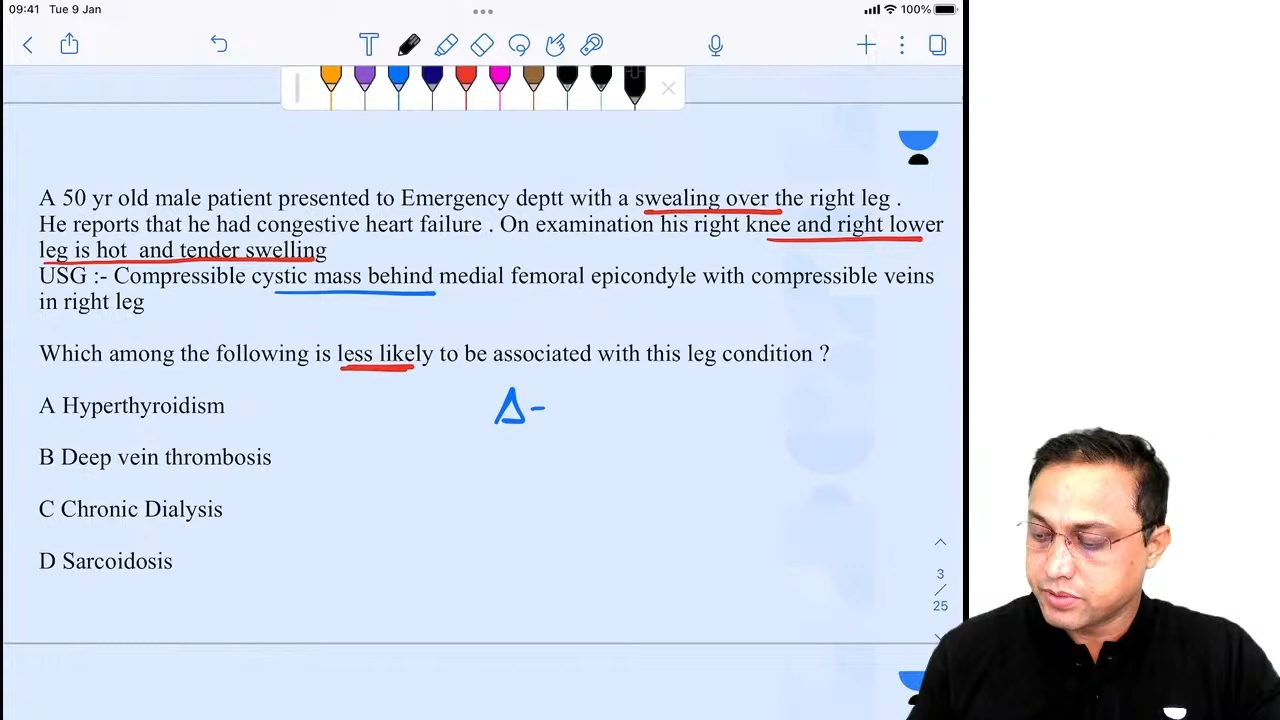 09:41 Tue 9 Jan
100%
A 50 yr old male patient presented to Emergency deptt with a swealing over the right leg .
He reports that he had congestive heart failure . On examination his right knee and right lower
leg is hot and tender swelling
USG :- Compressible cystic mass behind medial femoral epicondyle with compressible veins
in right leg
Which among the following is less likely to be associated with this leg condition ?
A Hyperthyroidism
Δ-
B Deep vein thrombosis
C Chronic Dialysis
D Sarcoidosis
3
/
25